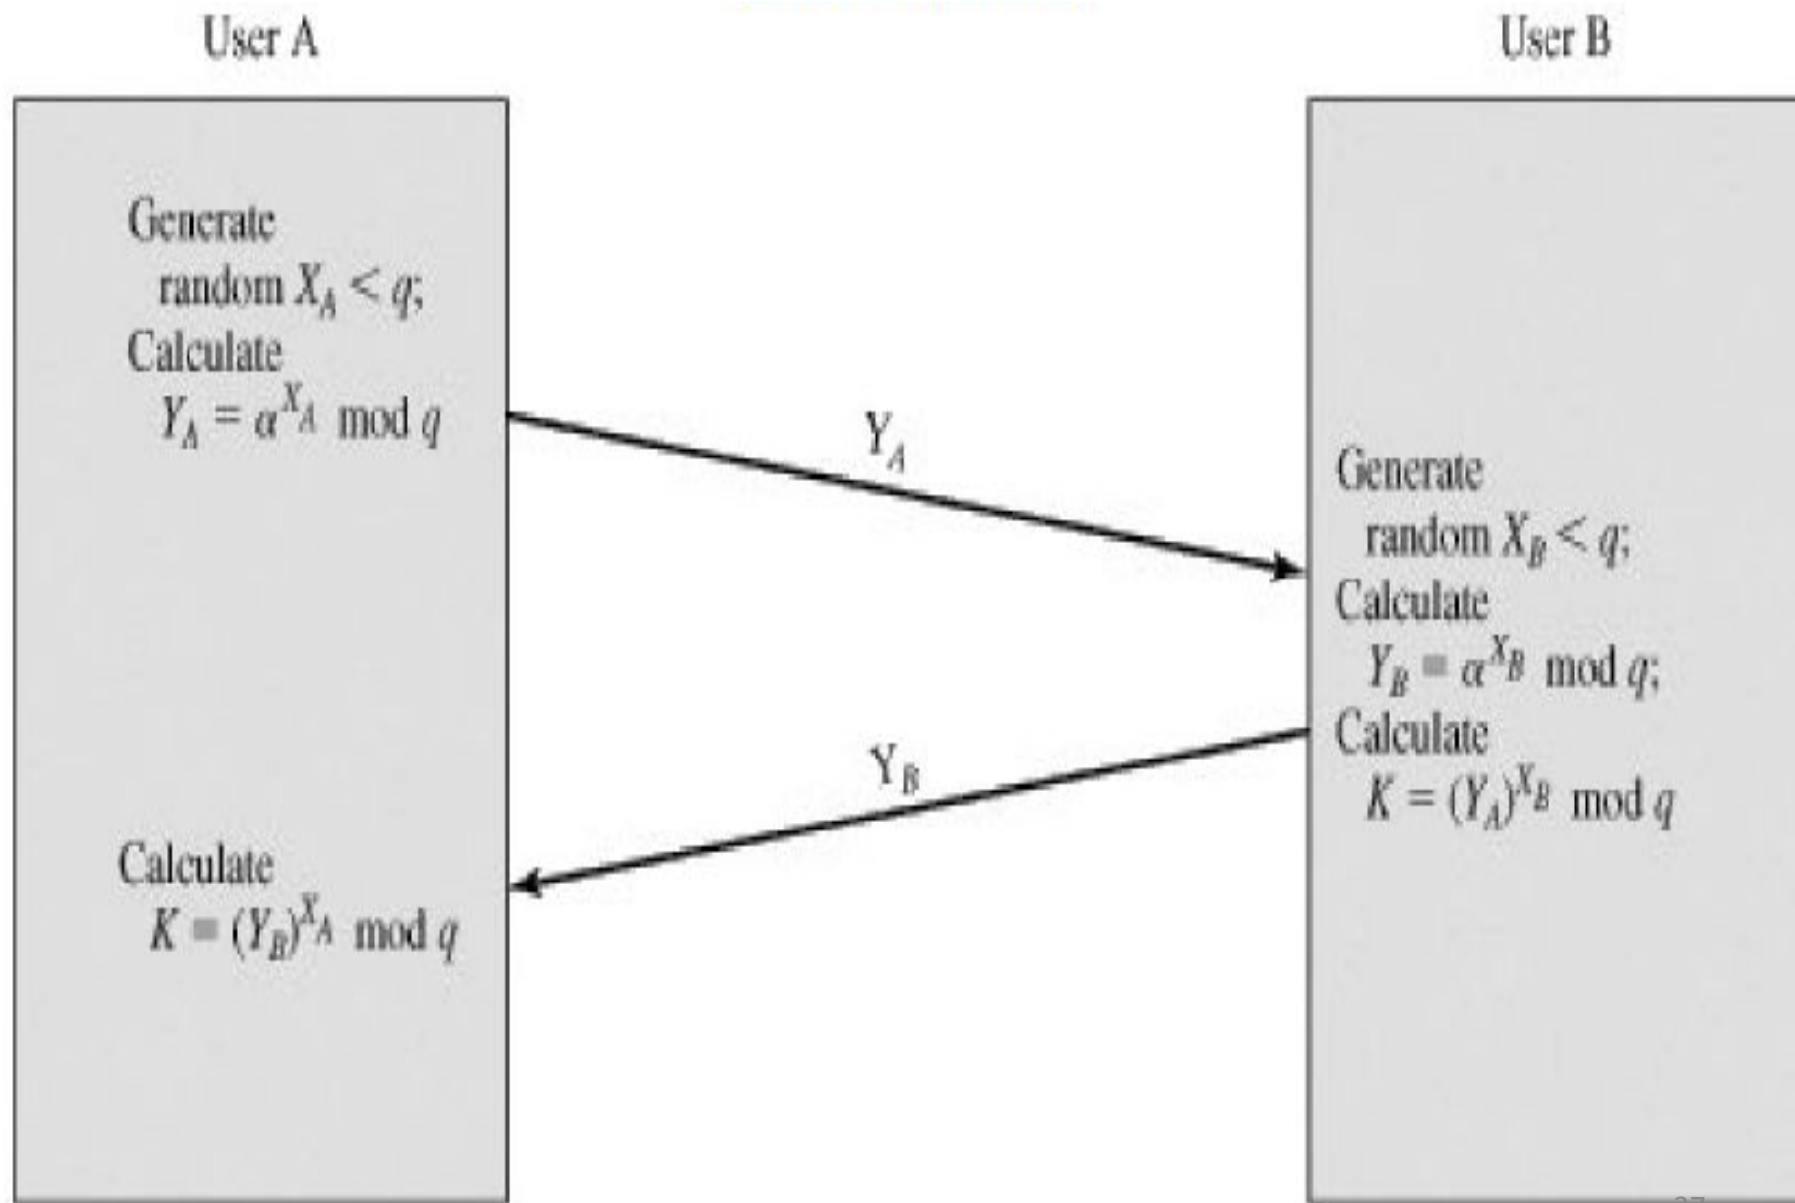 User A
Generate
random X_A < q;
Calculate
Y_A = α^{X_A} mod q
Calculate
K = (Y_B)^{X_A} mod q
Y_A
Y_B
User B
Generate
random X_B < q;
Calculate
Y_B = α^{X_B} mod q;
Calculate
K = (Y_A)^{X_B} mod q